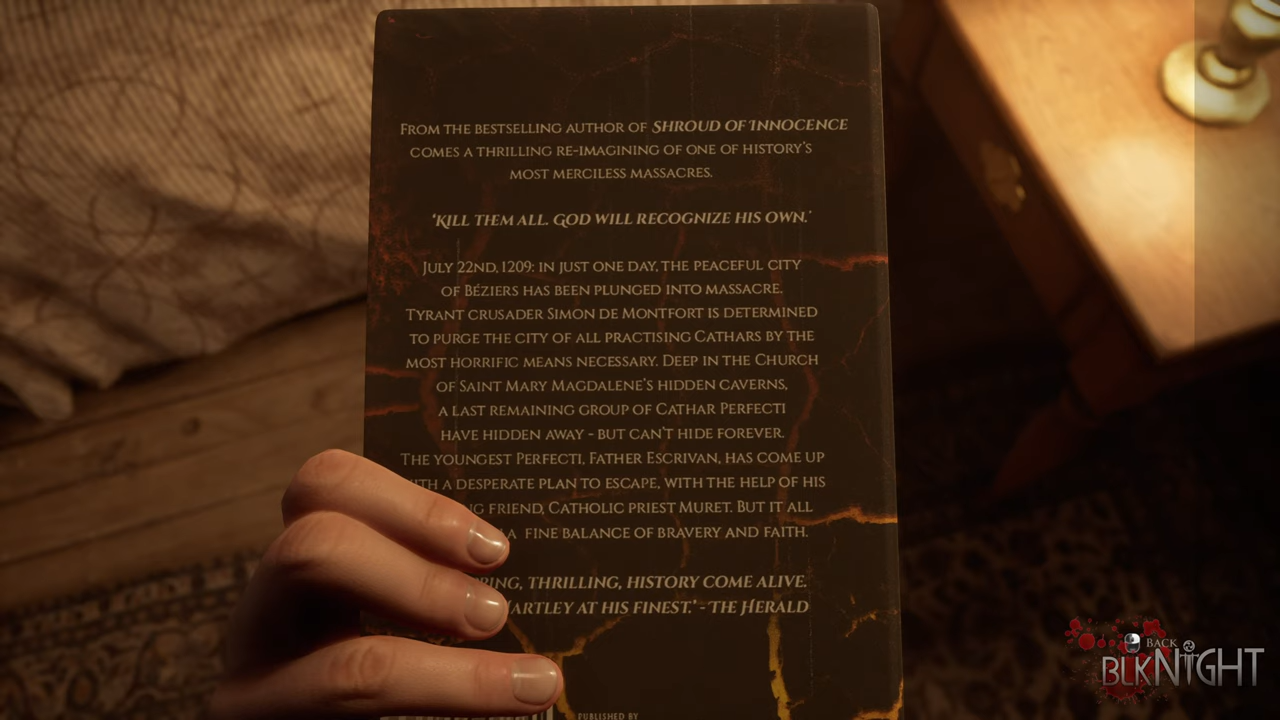 FROM THE BESTSELLING AUTHOR OF SHROUD OF INNOCENCE
COMES A THRILLING RE-IMAGINING OF ONE OF HISTORY'S
MOST MERCILESS MASSACRES.
'KILL THEM ALL. GOD WILL RECOGNIZE HIS OWN.'
JULY 22ND, 1209: IN JUST ONE DAY, THE PEACEFUL CITY
OF BÉZIERS HAS BEEN PLUNGED INTO MASSACRE.
TYRANT CRUSADER SIMON DE MONTFORT IS DETERMINED
TO PURGE THE CITY OF ALL PRACTISING CATHARS BY THE
MOST HORRIFIC MEANS NECESSARY. DEEP IN THE CHURCH
OF SAINT MARY MAGDALENE'S HIDDEN CAVERNS,
A LAST REMAINING GROUP OF CATHAR PERFECTI
HAVE HIDDEN AWAY - BUT CAN'T HIDE FOREVER.
THE YOUNGEST PERFECTI, FATHER ESCRIVAN, HAS COME UP
A DESPERATE PLAN TO ESCAPE, WITH THE HELP OF HIS
FRIEND, CATHOLIC PRIEST MURET. BUT IT ALL
A FINE BALANCE OF BRAVERY AND FAITH.
THRILLING, HISTORY COME ALIVE.
HARTLEY AT HIS FINEST.' - THE HERALD
PUBLISHED BY
BACK
BLKNIGHT